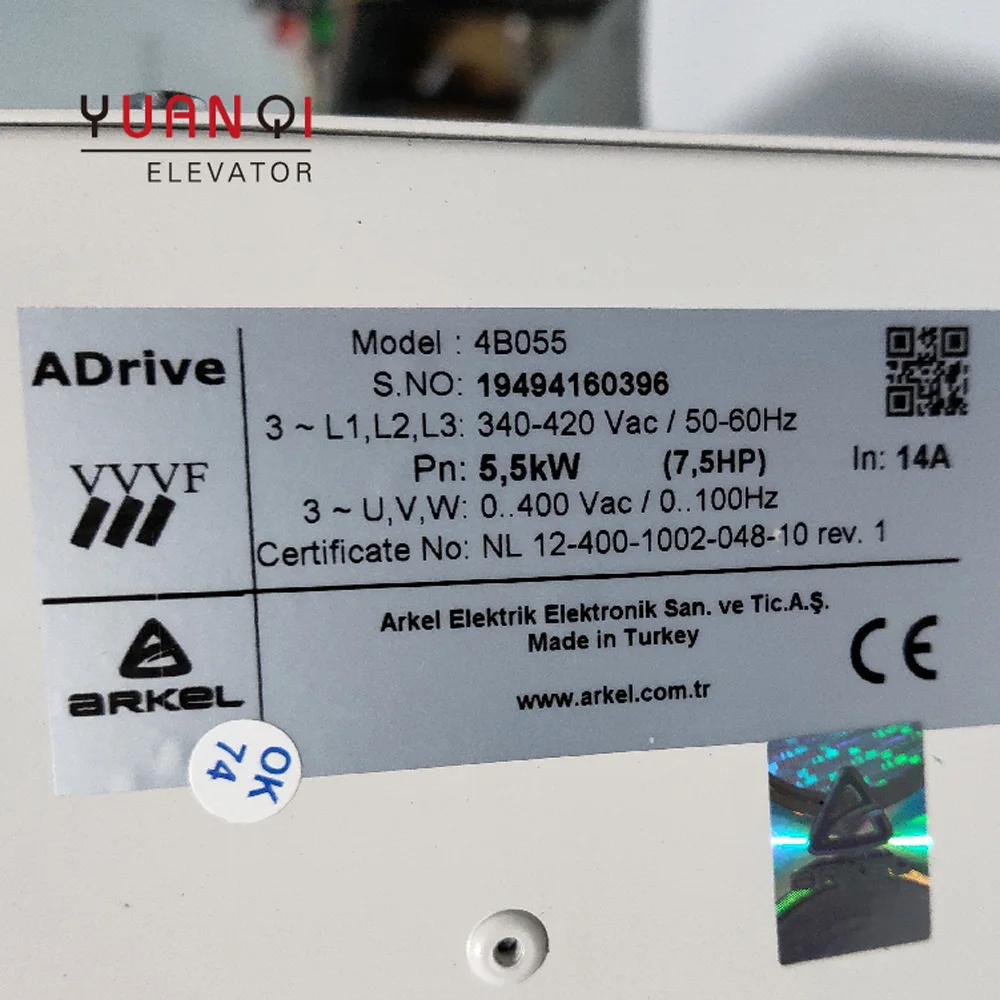 YUANQI
ELEVATOR
ADrive
VVVF
Model : 4B055
S.NO: 19494160396
3 ~ L1,L2,L3: 340-420 Vac / 50-60Hz
Pn: 5,5kW (7,5HP) In: 14A
3 ~ U,V,W: 0..400 Vac / 0..100Hz
Certificate No: NL 12-400-1002-048-10 rev. 1
ARKEL
Arkel Elektrik Elektronik San. ve Tic.A.Ş.
Made in Turkey
www.arkel.com.tr
CE
OK
74